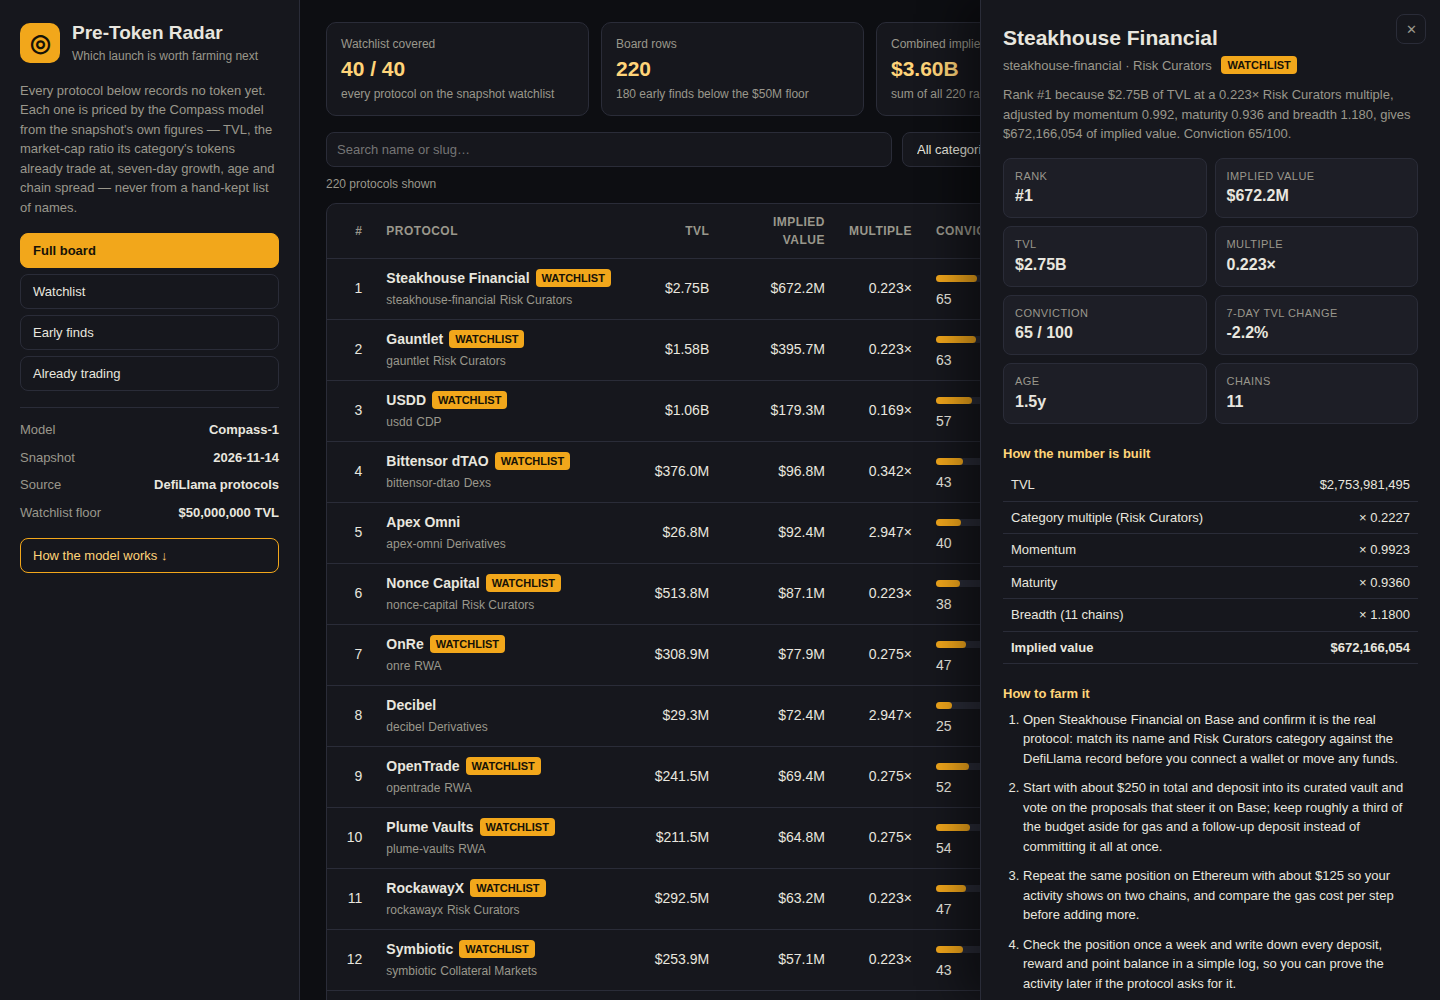 Pre-Token Radar
Which launch is worth farming next
Every protocol below records no token yet.
Each one is priced by the Compass model
from the snapshot's own figures — TVL, the
market-cap ratio its category's tokens
already trade at, seven-day growth, age and
chain spread — never from a hand-kept list
of names.
Full board
Watchlist
Early finds
Already trading
Model Compass-1
Snapshot 2026-11-14
Source DefiLlama protocols
Watchlist floor $50,000,000 TVL
How the model works ↓
Watchlist covered
40 / 40
every protocol on the snapshot watchlist
Board rows
220
180 early finds below the $50M floor
Combined implie
$3.60B
sum of all 220 ra
Search name or slug…
All categori
220 protocols shown
# PROTOCOL TVL IMPLIED VALUE MULTIPLE CONVIC
1 Steakhouse Financial WATCHLIST $2.75B $672.2M 0.223×
steakhouse-financial Risk Curators 65
2 Gauntlet WATCHLIST $1.58B $395.7M 0.223×
gauntlet Risk Curators 63
3 USDD WATCHLIST $1.06B $179.3M 0.169×
usdd CDP 57
4 Bittensor dTAO WATCHLIST $376.0M $96.8M 0.342×
bittensor-dtao Dexs 43
5 Apex Omni $26.8M $92.4M 2.947×
apex-omni Derivatives 40
6 Nonce Capital WATCHLIST $513.8M $87.1M 0.223×
nonce-capital Risk Curators 38
7 OnRe WATCHLIST $308.9M $77.9M 0.275×
onre RWA 47
8 Decibel $29.3M $72.4M 2.947×
decibel Derivatives 25
9 OpenTrade WATCHLIST $241.5M $69.4M 0.275×
opentrade RWA 52
10 Plume Vaults WATCHLIST $211.5M $64.8M 0.275×
plume-vaults RWA 54
11 RockawayX WATCHLIST $292.5M $63.2M 0.223×
rockawayx Risk Curators 47
12 Symbiotic WATCHLIST $253.9M $57.1M 0.223×
symbiotic Collateral Markets 43
×
Steakhouse Financial
steakhouse-financial · Risk Curators WATCHLIST
Rank #1 because $2.75B of TVL at a 0.223× Risk Curators multiple,
adjusted by momentum 0.992, maturity 0.936 and breadth 1.180, gives
$672,166,054 of implied value. Conviction 65/100.
RANK
#1
IMPLIED VALUE
$672.2M
TVL
$2.75B
MULTIPLE
0.223×
CONVICTION
65 / 100
7-DAY TVL CHANGE
-2.2%
AGE
1.5y
CHAINS
11
How the number is built
TVL $2,753,981,495
Category multiple (Risk Curators) × 0.2227
Momentum × 0.9923
Maturity × 0.9360
Breadth (11 chains) × 1.1800
Implied value $672,166,054
How to farm it
1. Open Steakhouse Financial on Base and confirm it is the real
protocol: match its name and Risk Curators category against the
DefiLlama record before you connect a wallet or move any funds.
2. Start with about $250 in total and deposit into its curated vault and
vote on the proposals that steer it on Base; keep roughly a third of
the budget aside for gas and a follow-up deposit instead of
committing it all at once.
3. Repeat the same position on Ethereum with about $125 so your
activity shows on two chains, and compare the gas cost per step
before adding more.
4. Check the position once a week and write down every deposit,
reward and point balance in a simple log, so you can prove the
activity later if the protocol asks for it.